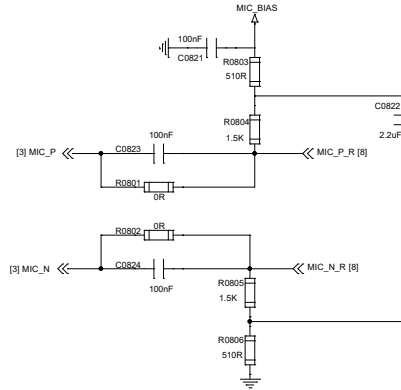 MIC_BIAS
100nF
C0821
R0803
510R
C0822
2.2uF
R0804
1.5K
[3] MIC_P
C0823
100nF
MIC_P_R [8]
R0801
0R
R0802
0R
[3] MIC_N
C0824
100nF
MIC_N_R [8]
R0805
1.5K
R0806
510R